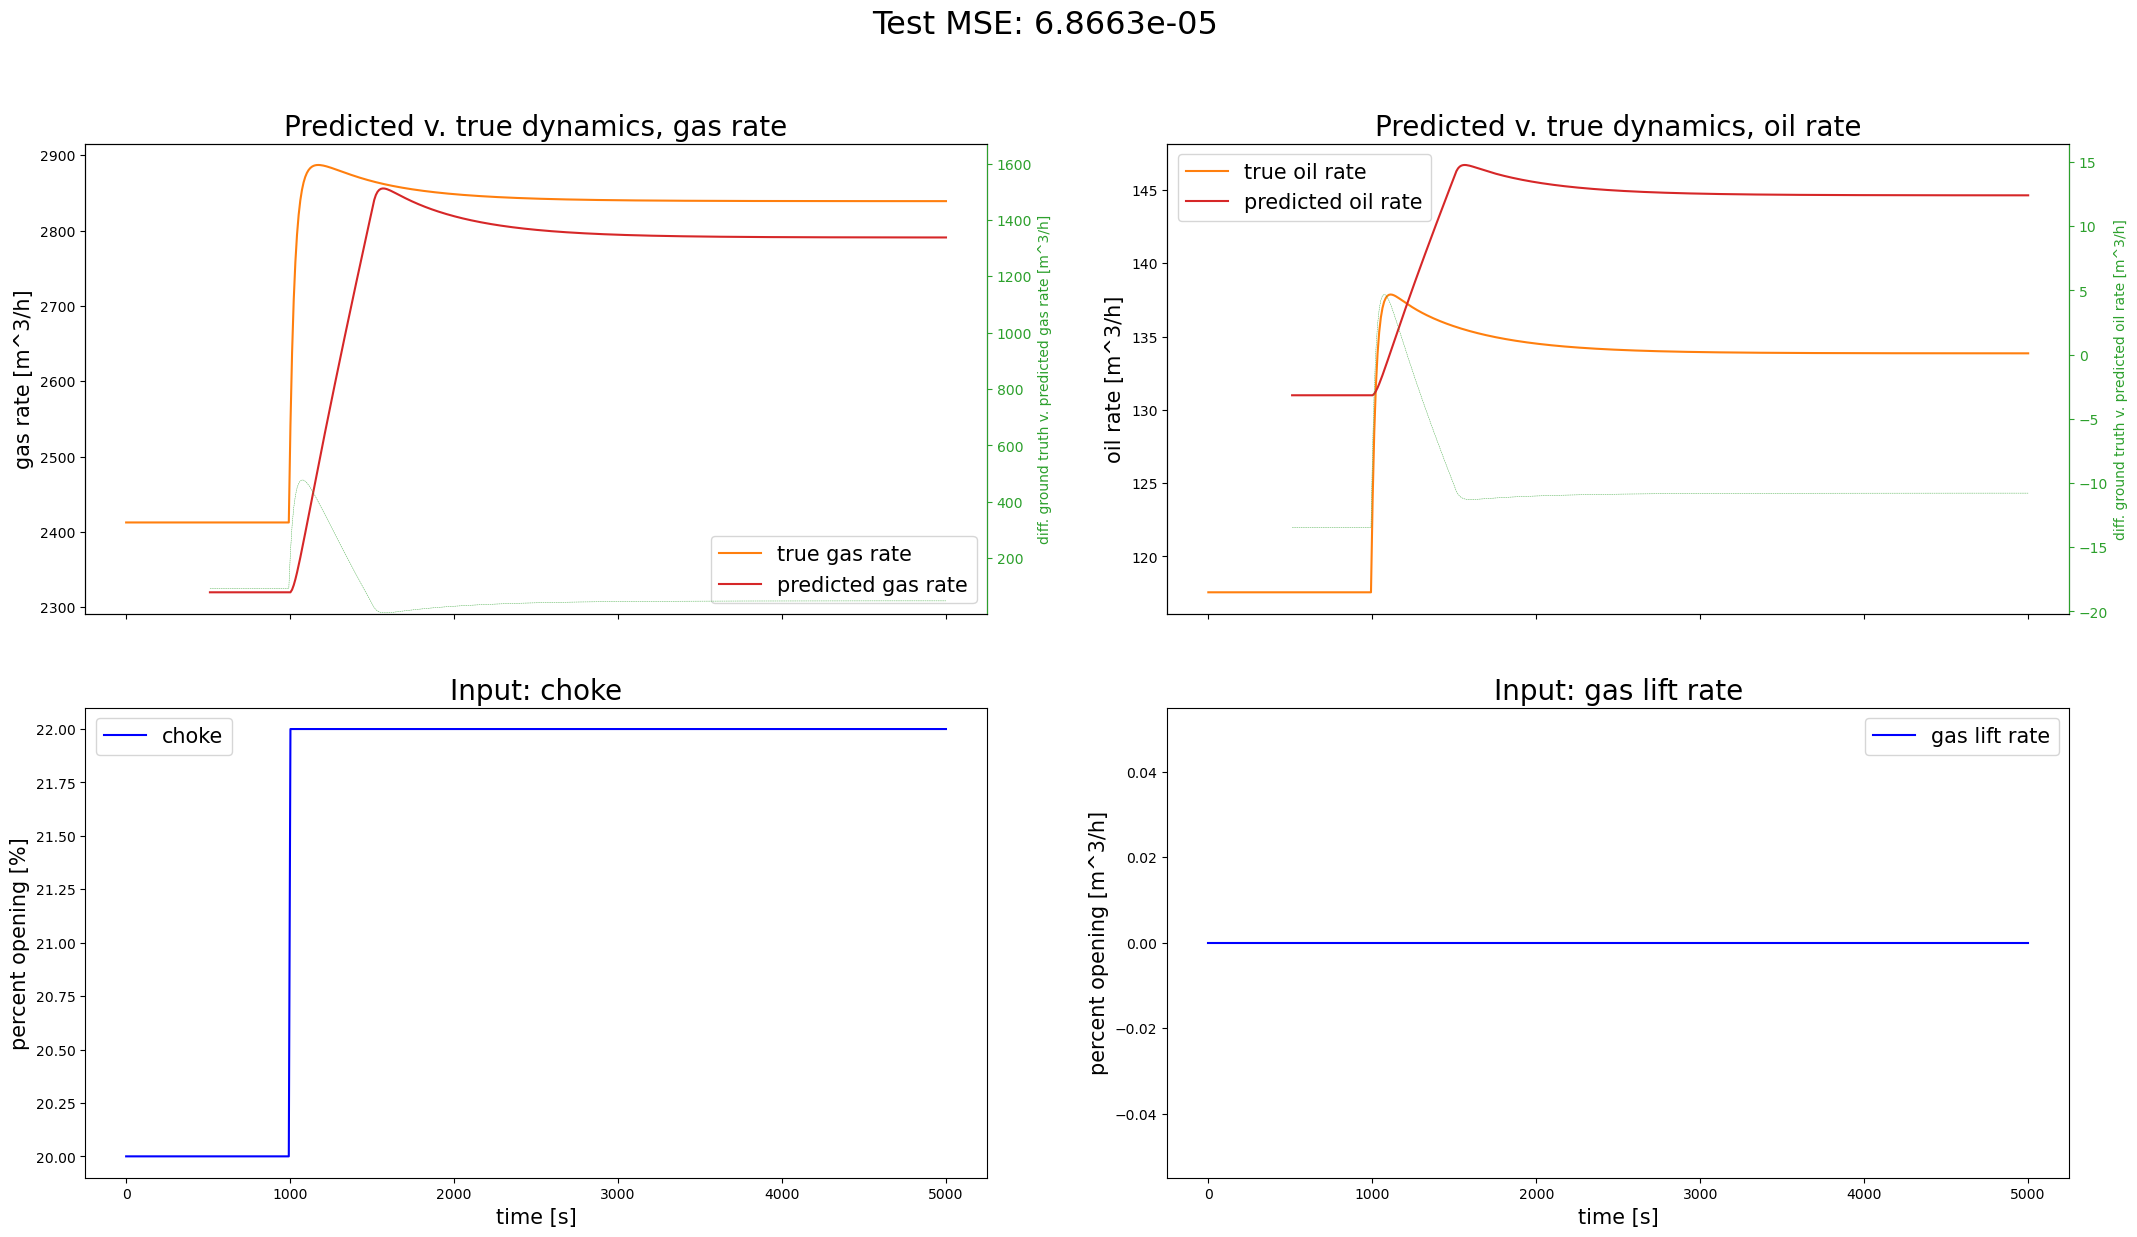 Test MSE: 6.8663e-05
Predicted v. true dynamics, gas rate
2900
2800
2700
2600
2500
2400
2300
gas rate [m^3/h]
1600
1400
1200
1000
800
600
400
200
diff. ground truth v. predicted gas rate [m^3/h]
true gas rate
predicted gas rate
Predicted v. true dynamics, oil rate
true oil rate
predicted oil rate
145
140
135
130
125
120
oil rate [m^3/h]
15
10
5
0
−5
−10
−15
−20
diff. ground truth v. predicted oil rate [m^3/h]
Input: choke
choke
22.00
21.75
21.50
21.25
21.00
20.75
20.50
20.25
20.00
percent opening [%]
0 1000 2000 3000 4000 5000
time [s]
Input: gas lift rate
gas lift rate
0.04
0.02
0.00
−0.02
−0.04
percent opening [m^3/h]
0 1000 2000 3000 4000 5000
time [s]